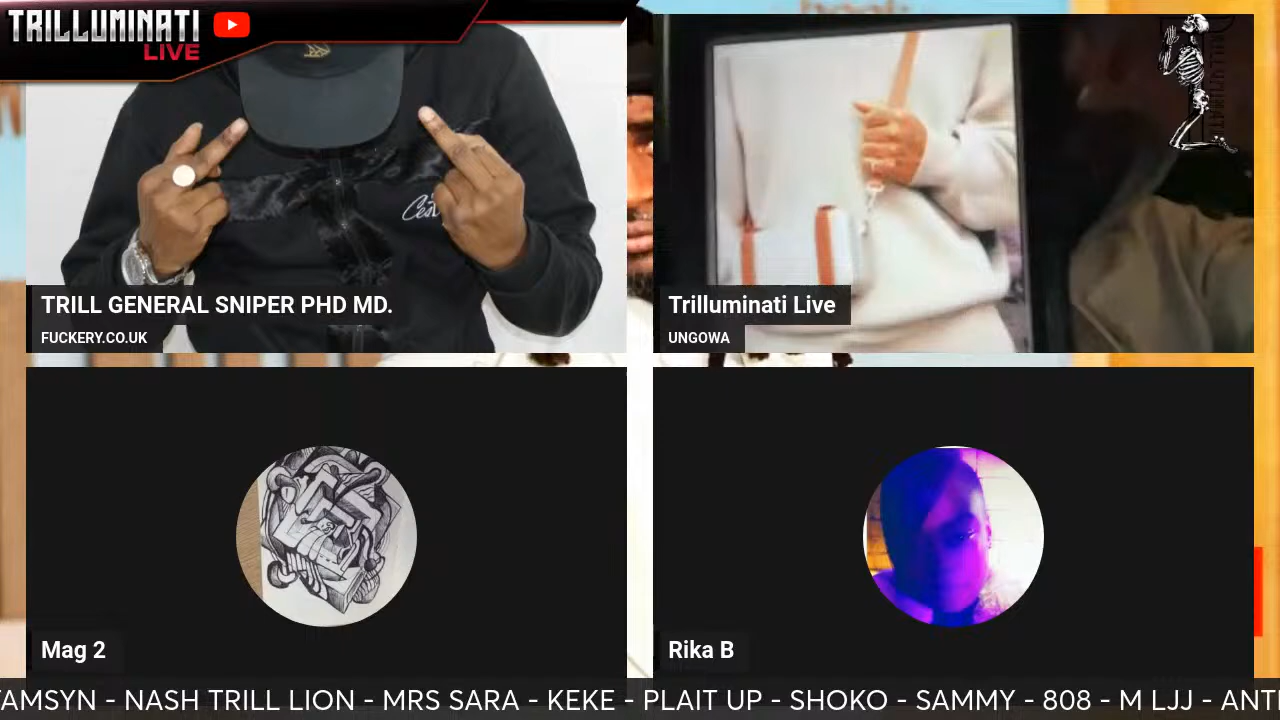 TRILLUMINATI
LIVE
TRILL GENERAL SNIPER PHD MD.
FUCKERY.CO.UK
Trilluminati Live
UNGOWA
Mag 2
Rika B
TAMSYN - NASH TRILL LION - MRS SARA - KEKE - PLAIT UP - SHOKO - SAMMY - 808 - M LJJ - ANT